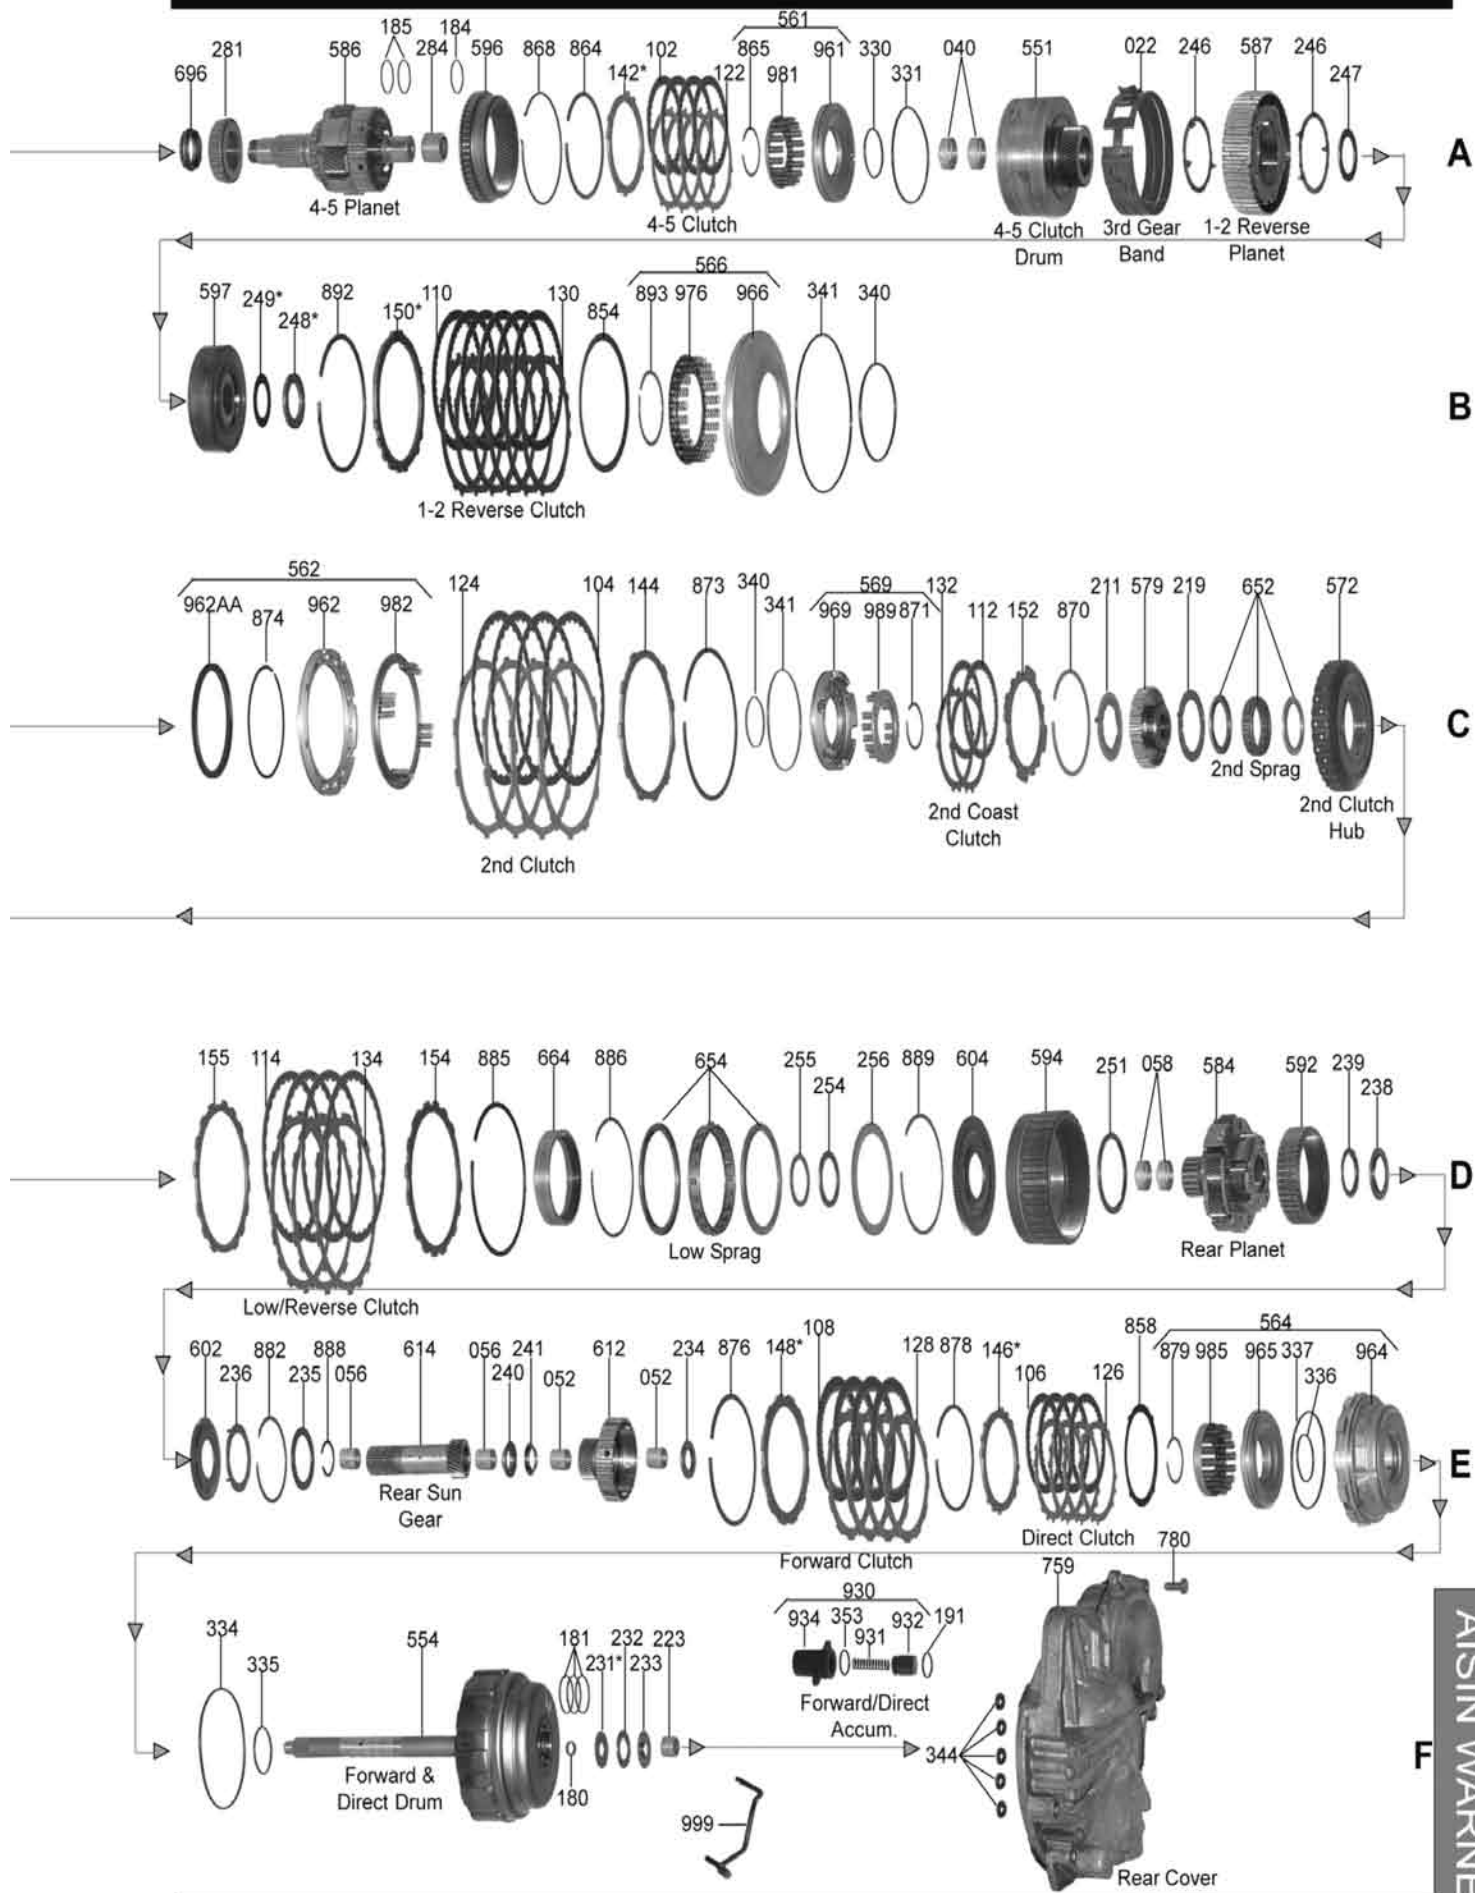 561
185 184
281 586 284 596 868 864 102 865 961 330 040 551 022 246 587 246
696 142* 122 981 331 247
A
4-5 Planet
4-5 Clutch
4-5 Clutch
Drum
3rd Gear
Band
1-2 Reverse
Planet
566
597 249* 892 110 130 854 893 976 966 341 340
248* 150*
B
1-2 Reverse Clutch
562
124 104 144 873 340 569 132 211 579 219 652 572
962AA 874 962 982 341 969 989 871 112 152 870
C
2nd Sprag
2nd Coast
Clutch
2nd Clutch
Hub
2nd Clutch
155 114 134 154 885 664 886 654 255 256 889 604 594 251 058 584 592 239
254 238
D
Low Sprag
Rear Planet
Low/Reverse Clutch
108 858 564
602 882 888 614 056 241 612 234 876 148* 128 878 146* 879 985 965 337 964
236 235 056 240 052 052 106 126 336
E
Rear Sun
Gear
Direct Clutch
Forward Clutch
780
759
930
334 554 181 232 223 934 353 932 191
335 231* 233 931
Forward/Direct
Accum.
344
F
Forward &
Direct Drum
180
999
Rear Cover
AISIN WARNE